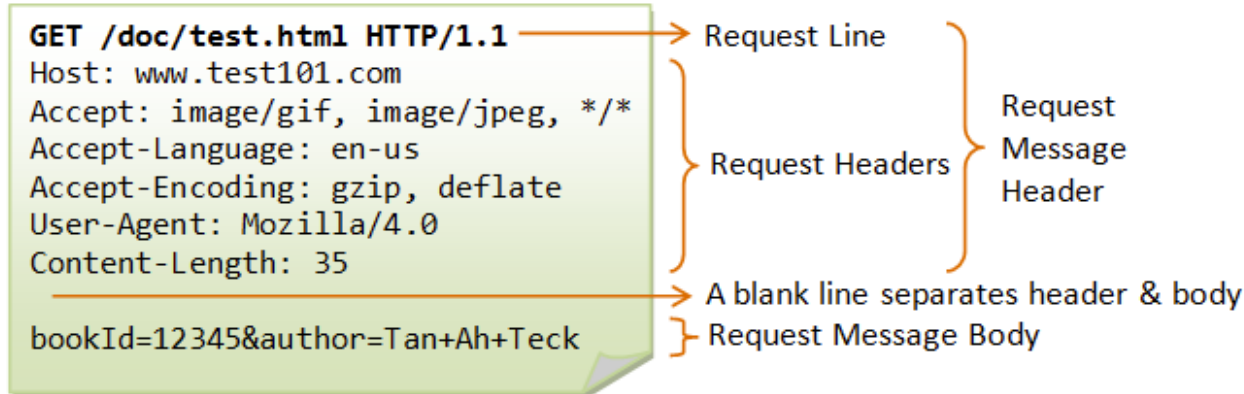 GET /doc/test.html HTTP/1.1
Host: www.test101.com
Accept: image/gif, image/jpeg, */*
Accept-Language: en-us
Accept-Encoding: gzip, deflate
User-Agent: Mozilla/4.0
Content-Length: 35

bookId=12345&author=Tan+Ah+Teck
Request Line
Request Headers
Request
Message
Header
A blank line separates header & body
Request Message Body